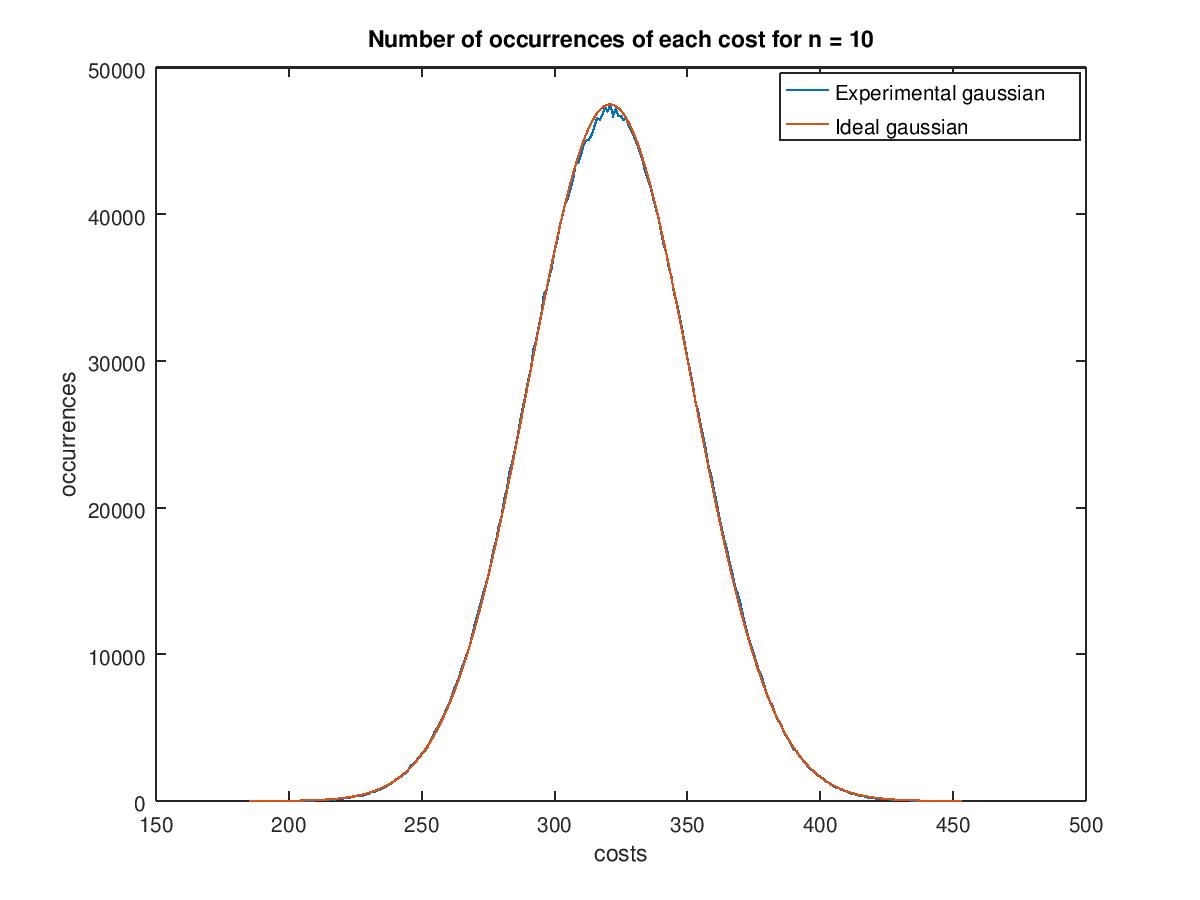 Number of occurrences of each cost for n = 10
Experimental gaussian
Ideal gaussian
50000
40000
30000
20000
10000
0
occurrences
150 200 250 300 350 400 450 500
costs